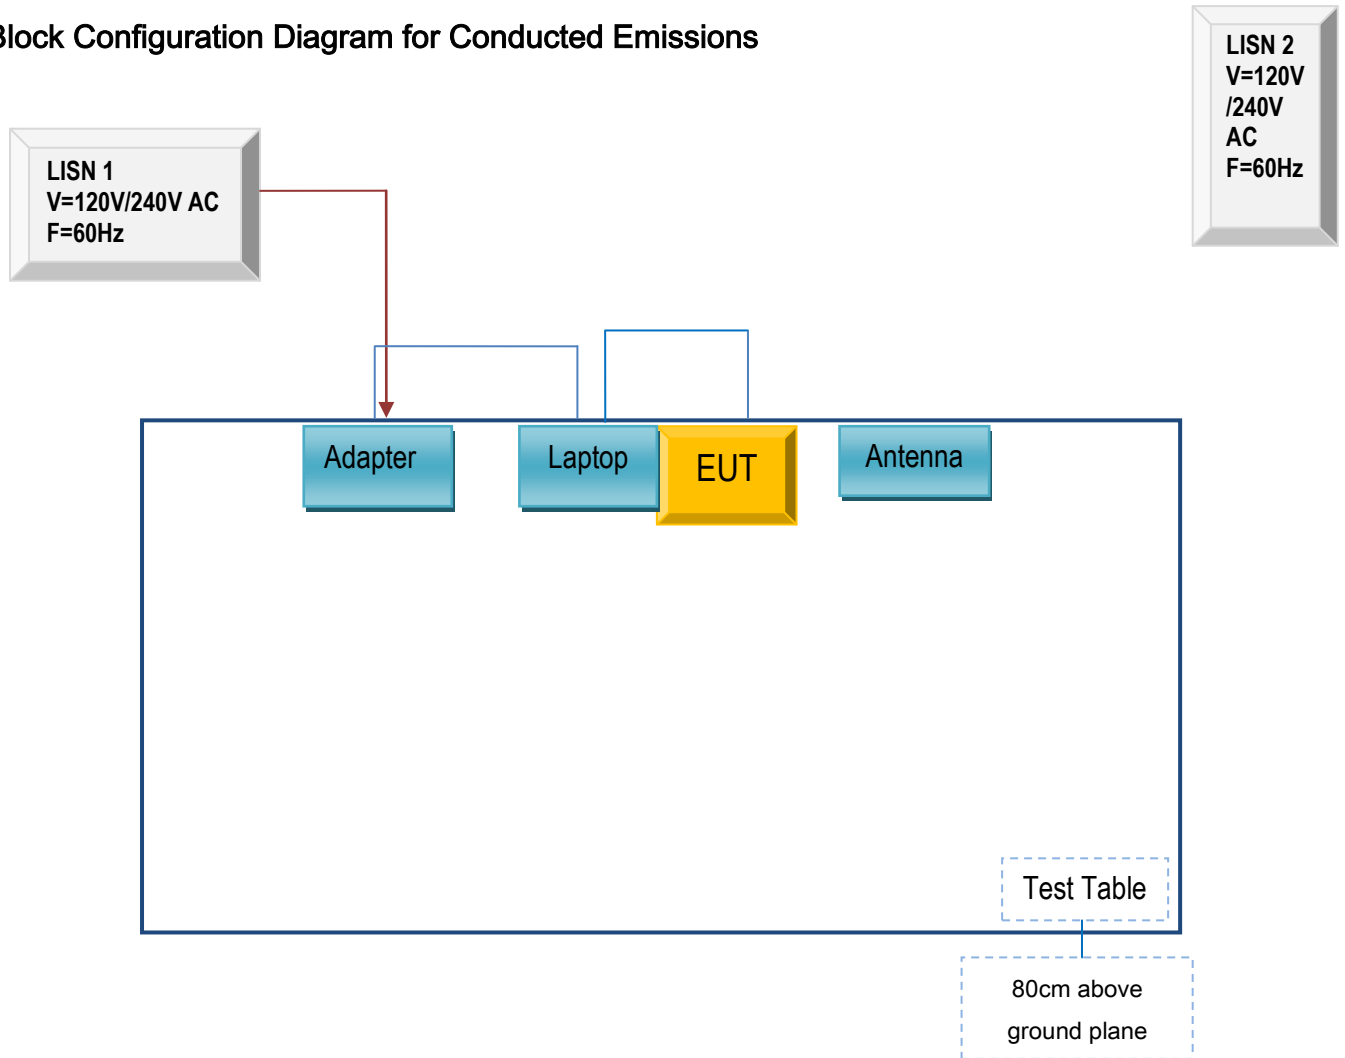 Block Configuration Diagram for Conducted Emissions
LISN 2
V=120V
/240V
AC
F=60Hz
LISN 1
V=120V/240V AC
F=60Hz
Adapter
Laptop
EUT
Antenna
Test Table
80cm above
ground plane